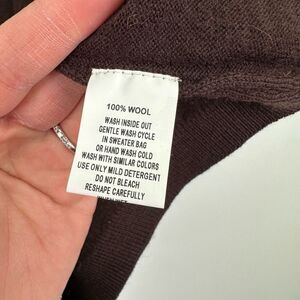 100% WOOL
WASH INSIDE OUT
GENTLE WASH CYCLE
IN SWEATER BAG
OR HAND WASH COLD
WASH WITH SIMILAR COLORS
USE ONLY MILD DETERGENT
DO NOT BLEACH
RESHAPE CAREFULLY